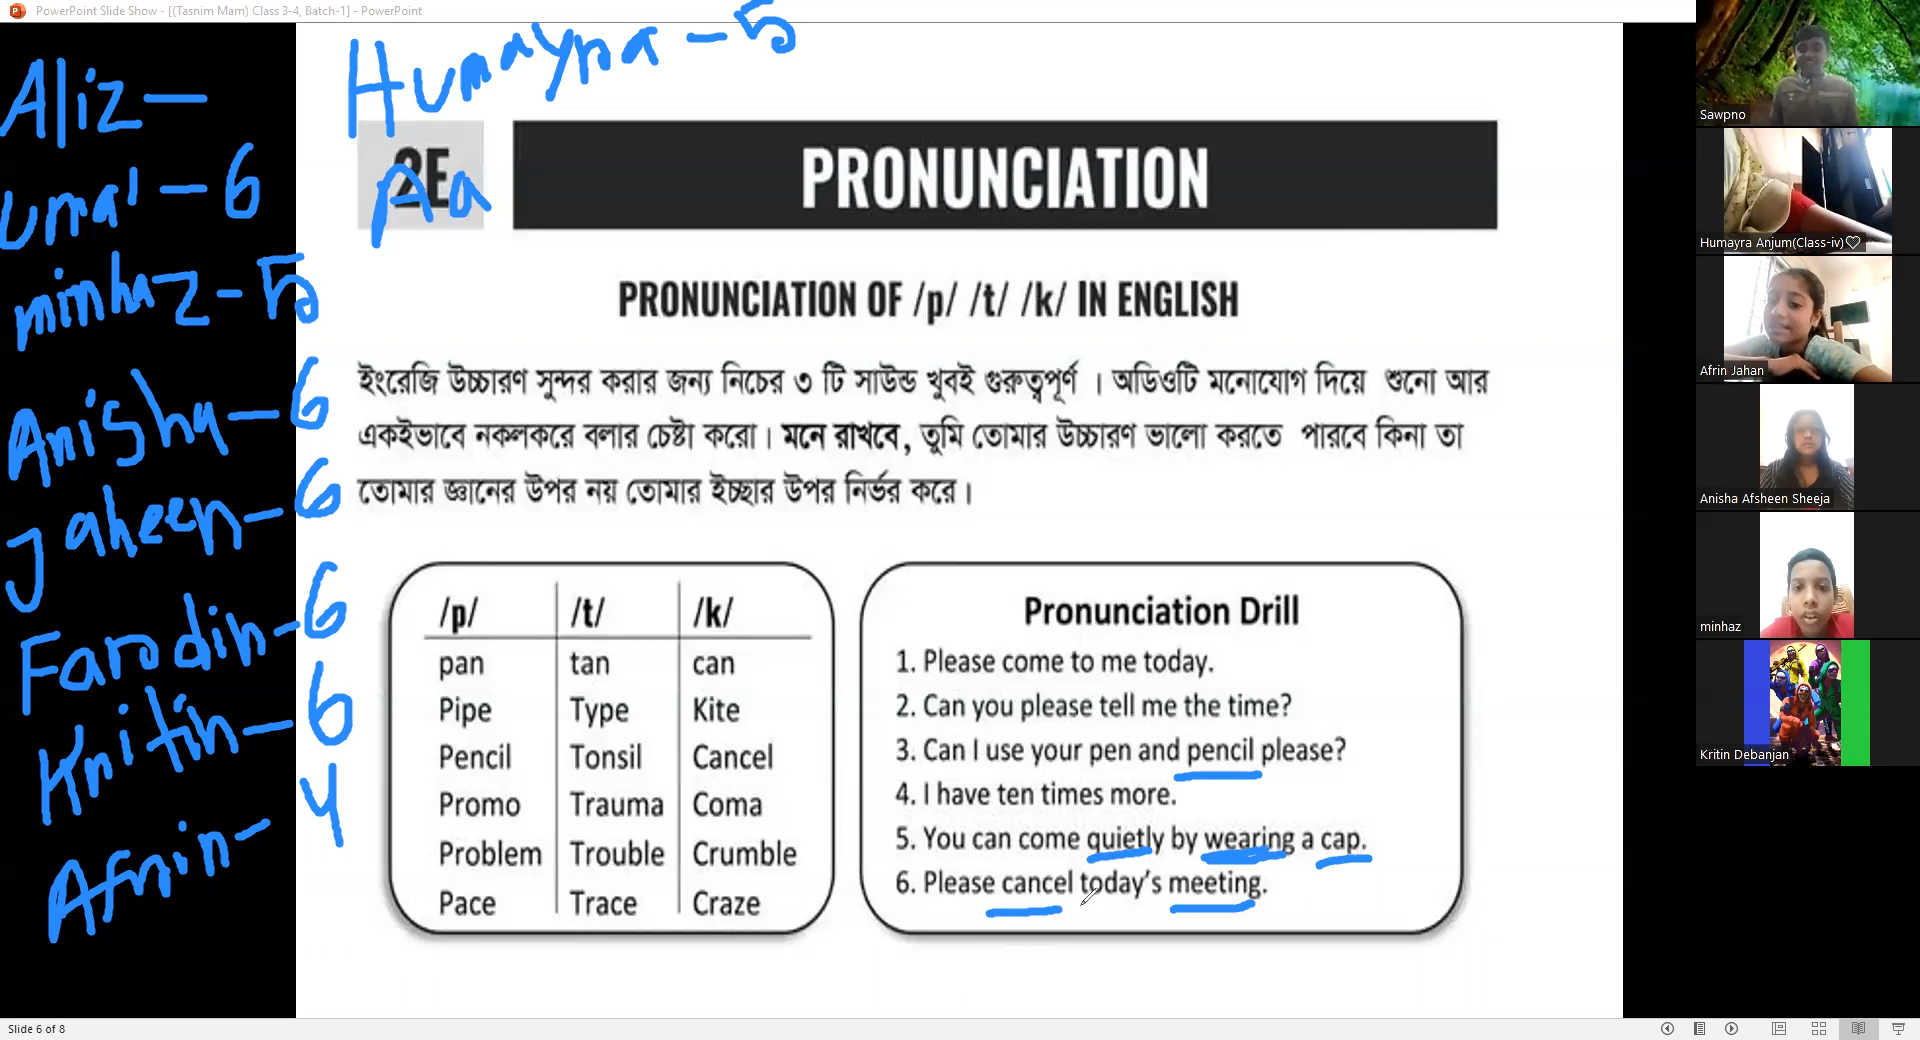 PowerPoint Slide Show - [(Tasnim Mam) Class 3-4, Batch-1] - PowerPoint
Humayra - 5
Aliz -
Umar - 6
minhaz - 5
Anisha - 6
Jaheen - 6
Farodin - 6
Kritin - 6
Afrin - 4
2E
Aa
PRONUNCIATION
PRONUNCIATION OF /p/ /t/ /k/ IN ENGLISH
ইংরেজি উচ্চারণ সুন্দর করার জন্য নিচের ৩ টি সাউন্ড খুবই গুরুত্বপূর্ণ । অডিওটি মনোযোগ দিয়ে শুনো আর
একইভাবে নকলকরে বলার চেষ্টা করো। মনে রাখবে, তুমি তোমার উচ্চারণ ভালো করতে পারবে কিনা তা
তোমার জ্ঞানের উপর নয় তোমার ইচ্ছার উপর নির্ভর করে।
/p/ /t/ /k/
pan tan can
Pipe Type Kite
Pencil Tonsil Cancel
Promo Trauma Coma
Problem Trouble Crumble
Pace Trace Craze
Pronunciation Drill
1. Please come to me today.
2. Can you please tell me the time?
3. Can I use your pen and pencil please?
4. I have ten times more.
5. You can come quietly by wearing a cap.
6. Please cancel today's meeting.
Sawpno
Humayra Anjum(Class-iv)♡
Afrin Jahan
Anisha Afsheen Sheeja
minhaz
Kritin Debanjan
Slide 6 of 8